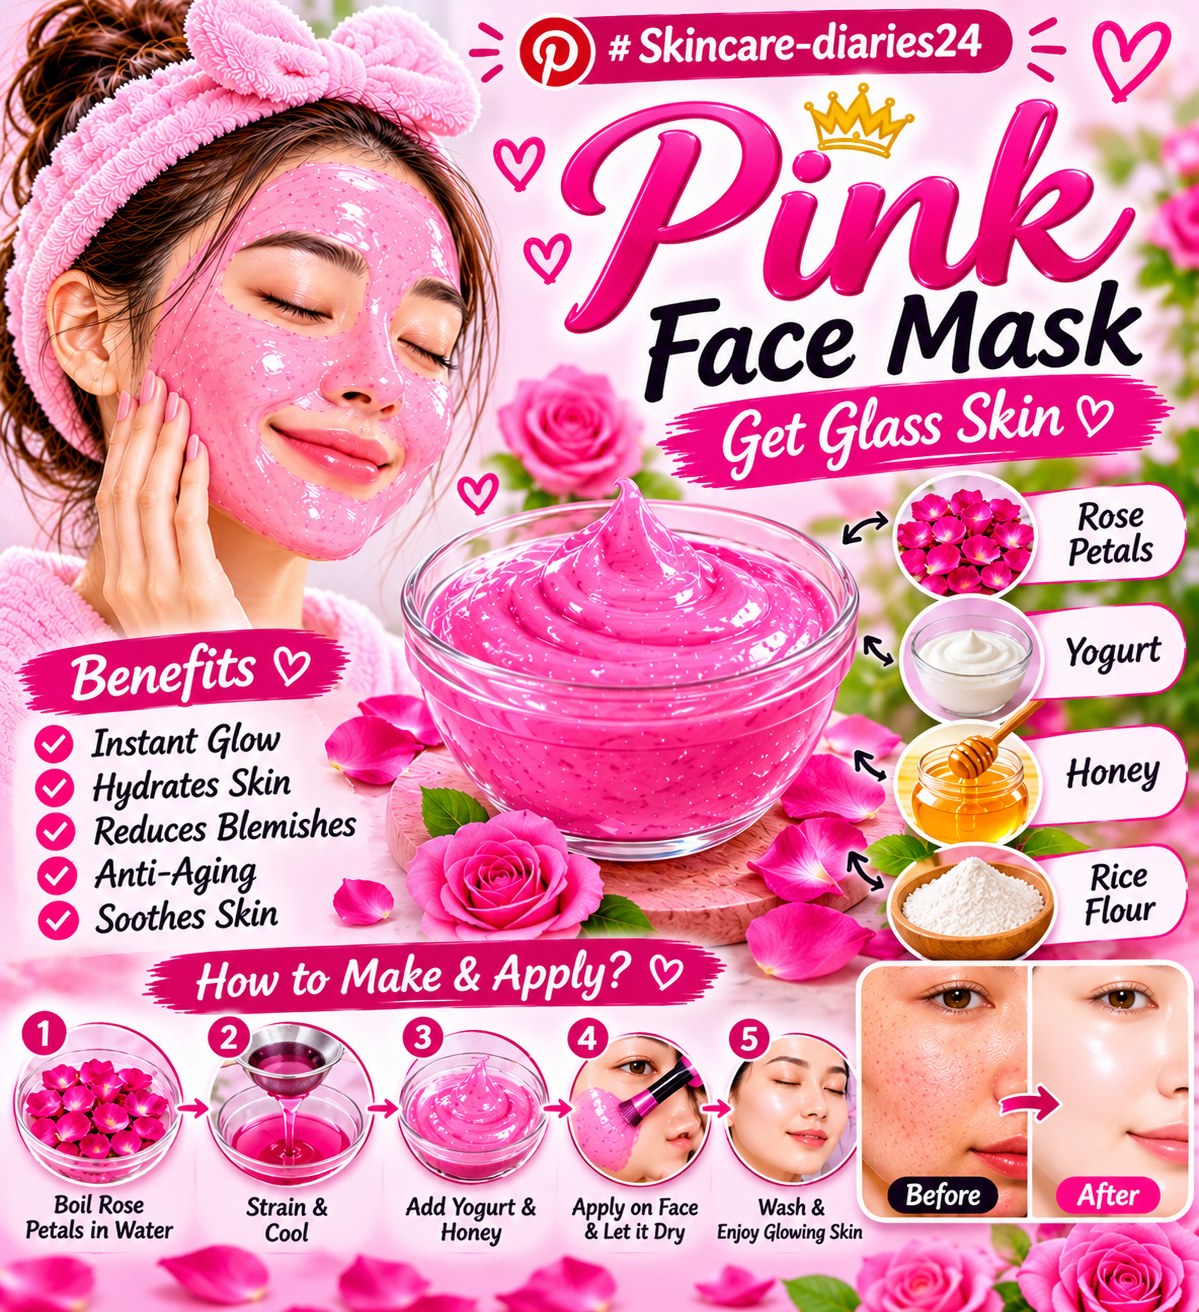 # Skincare-diaries24
Pink
Face Mask
Get Glass Skin
Rose
Petals
Yogurt
Honey
Rice
Flour
Benefits
Instant Glow
Hydrates Skin
Reduces Blemishes
Anti-Aging
Soothes Skin
How to Make & Apply?
1
Boil Rose
Petals in Water
2
Strain &
Cool
3
Add Yogurt &
Honey
4
Apply on Face
& Let it Dry
5
Wash &
Enjoy Glowing Skin
Before
After